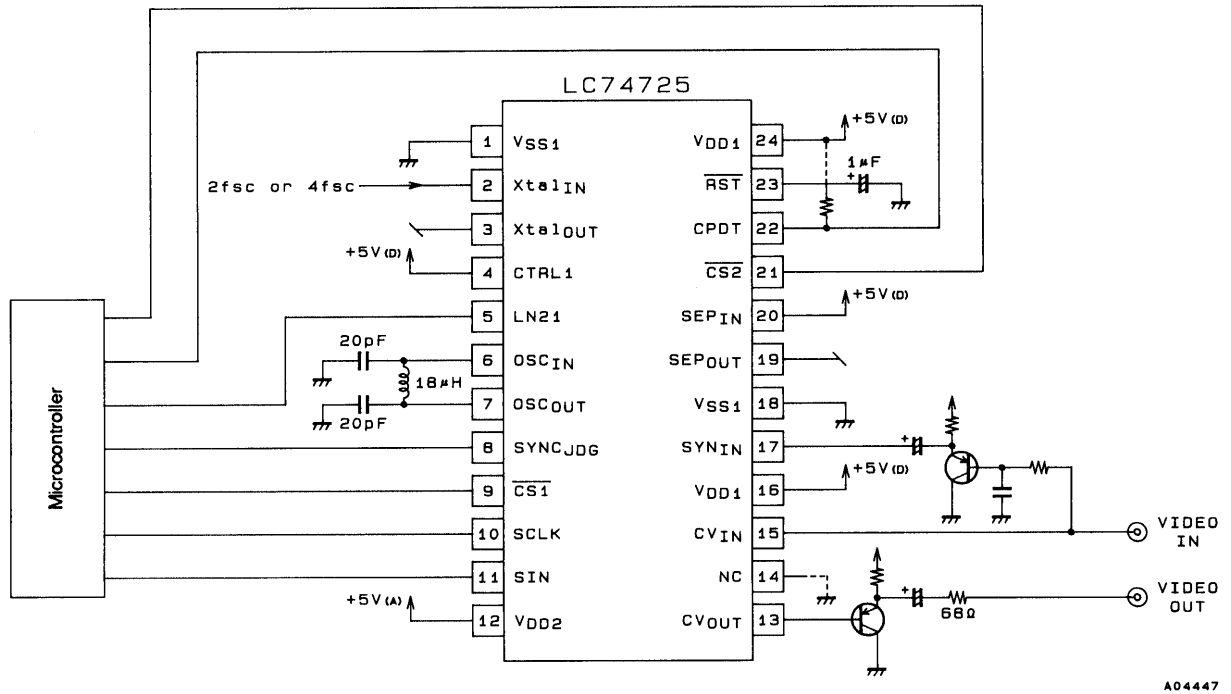 LC74725
1 VSS1
2 XtalIN
3 XtalOUT
4 CTRL1
5 LN21
6 OSCIN
7 OSCOUT
8 SYNCJDG
9 CS1
10 SCLK
11 SIN
12 VDD2
VDD1 24
RST 23
CPDT 22
CS2 21
SEPIN 20
SEPOUT 19
VSS1 18
SYNIN 17
VDD1 16
CVIN 15
NC 14
CVOUT 13
2fsc or 4fsc
+5V(D)
20pF
18μH
20pF
+5V(A)
Microcontroller
+5V(D)
1μF
+
+5V(D)
+
+5V(D)
VIDEO
IN
+
68Ω
VIDEO
OUT
A04447